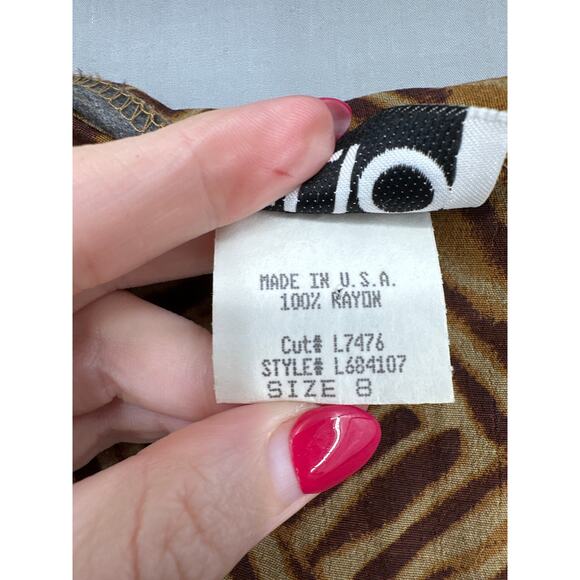 MADE IN U.S.A.
100% RAYON
Cut# L7476
STYLE# L684107
SIZE 8